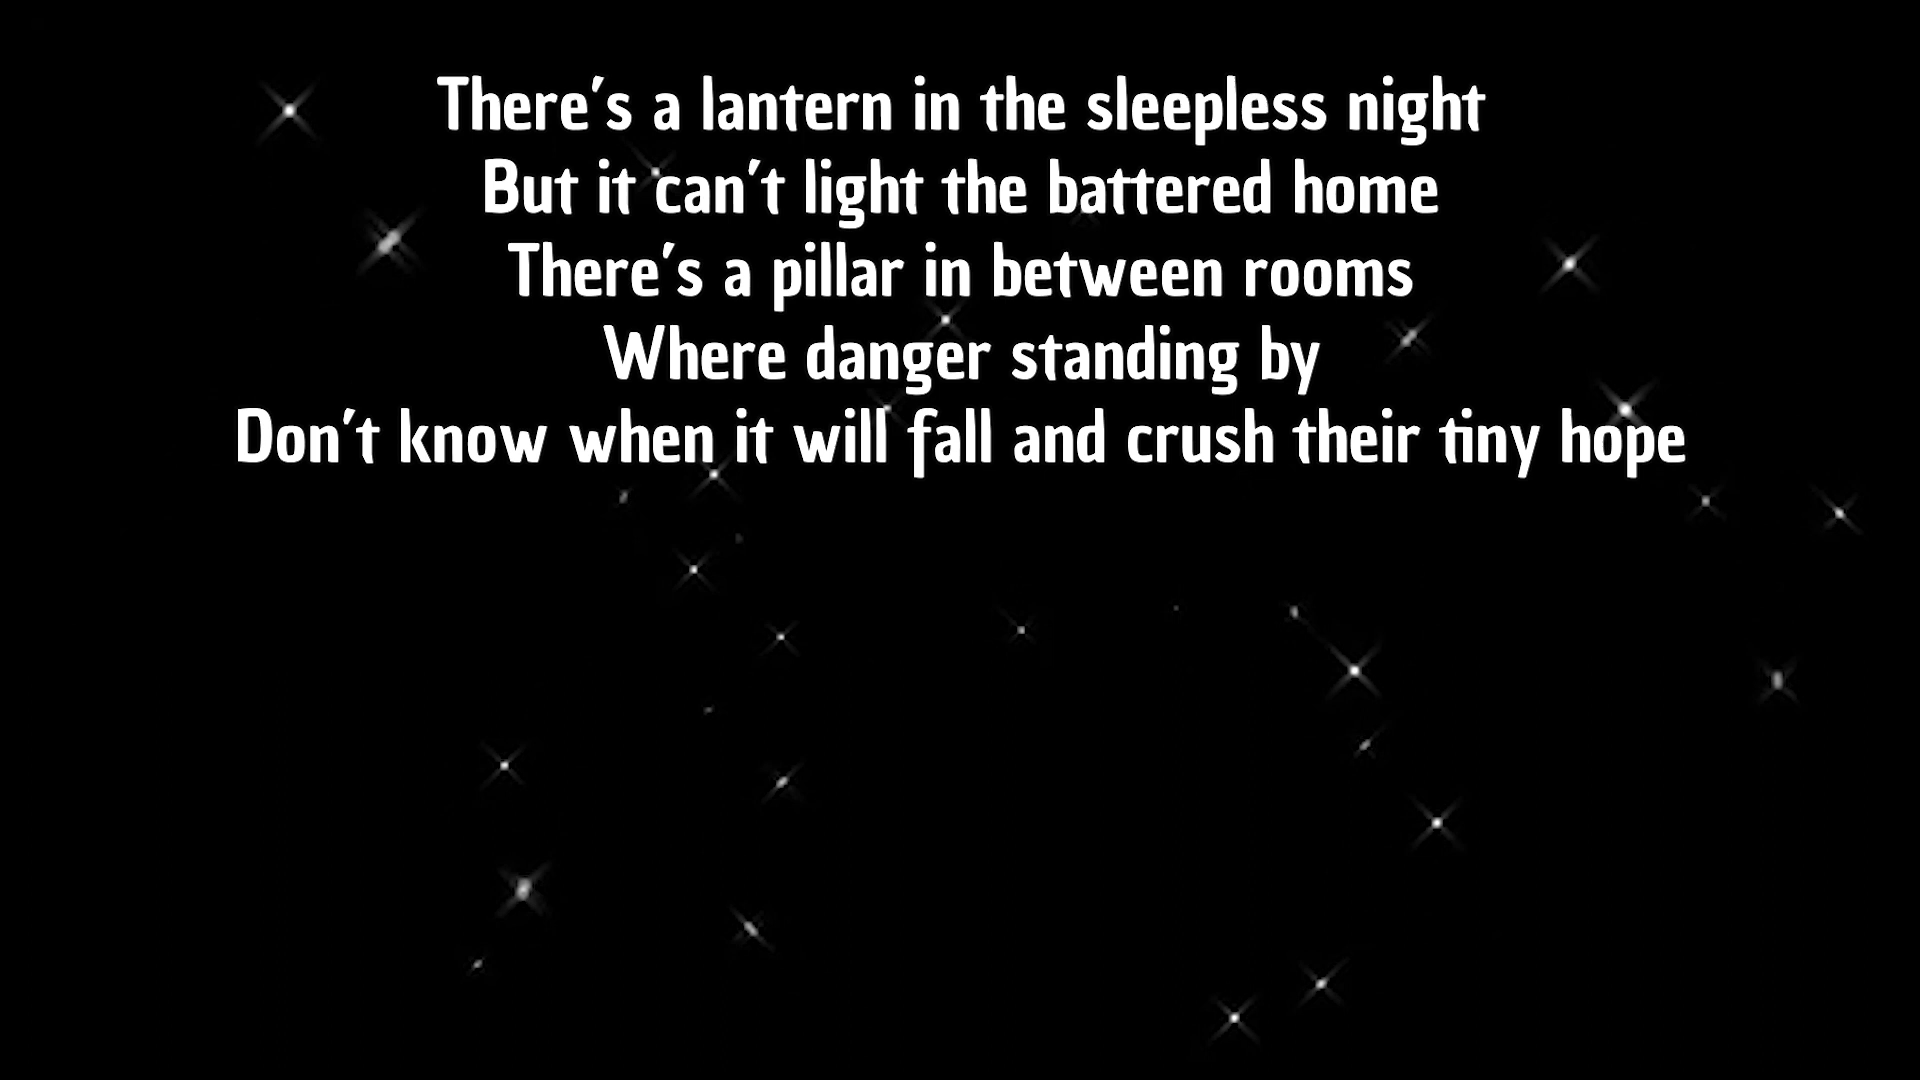 There's a lantern in the sleepless night
But it can't light the battered home
There's a pillar in between rooms
Where danger standing by
Don't know when it will fall and crush their tiny hope